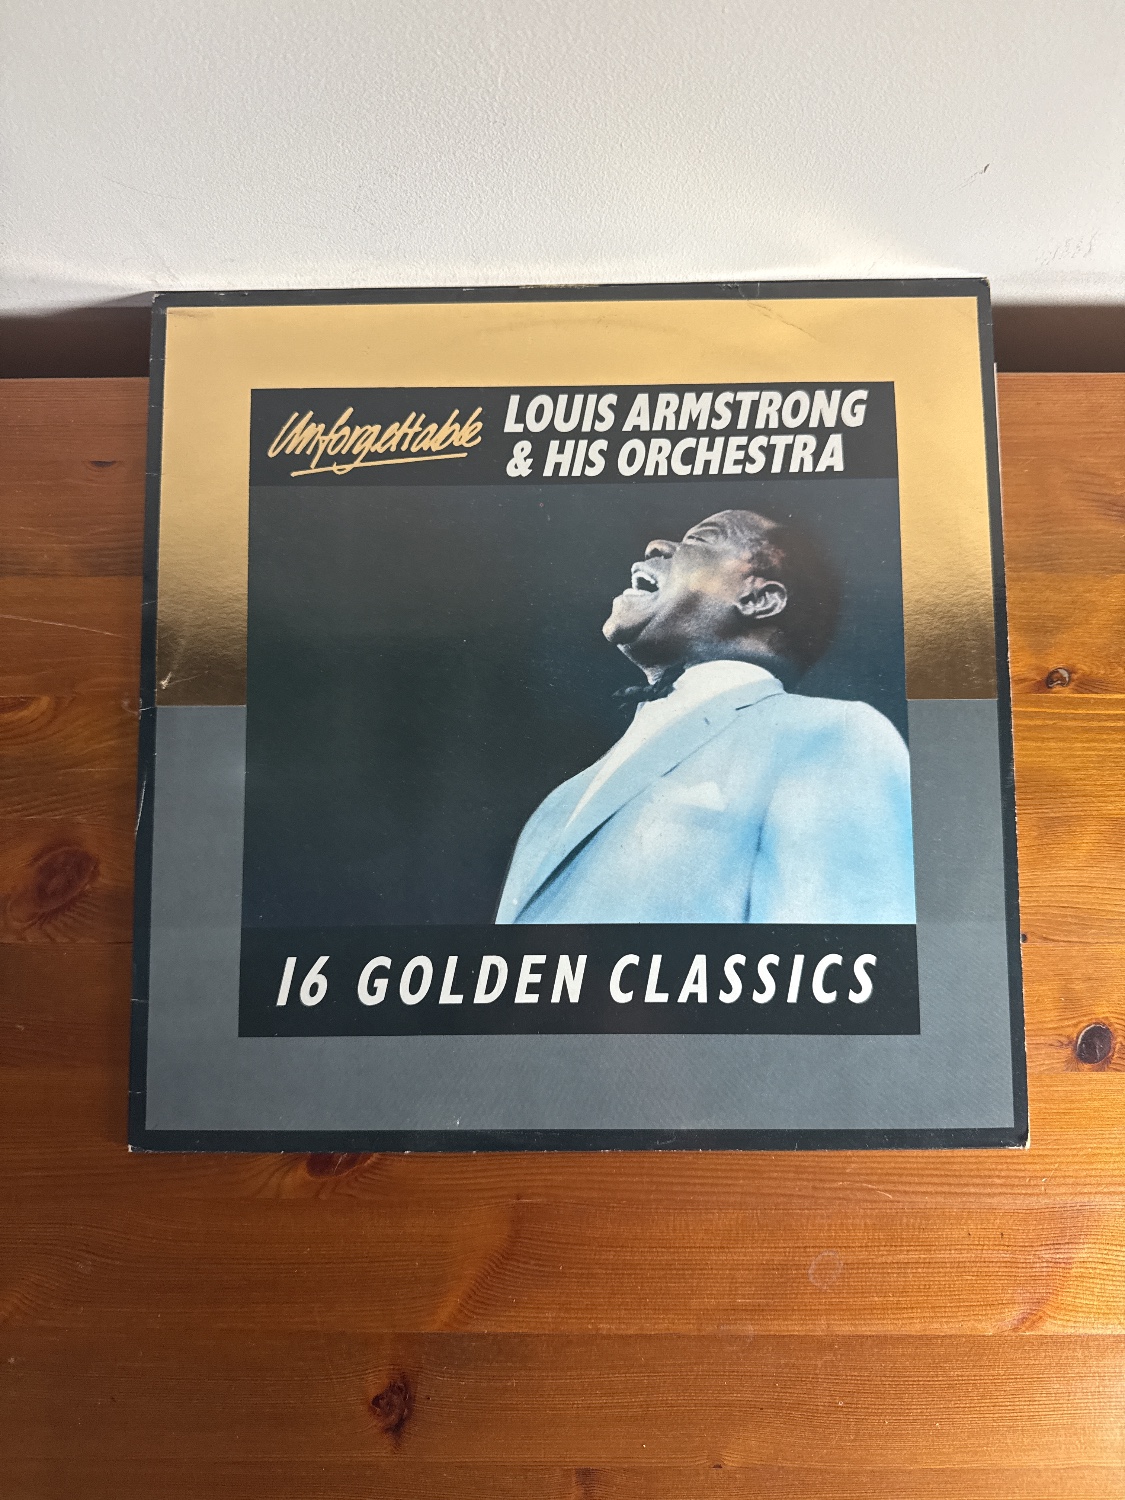 Unforgettable
LOUIS ARMSTRONG
& HIS ORCHESTRA
16 GOLDEN CLASSICS